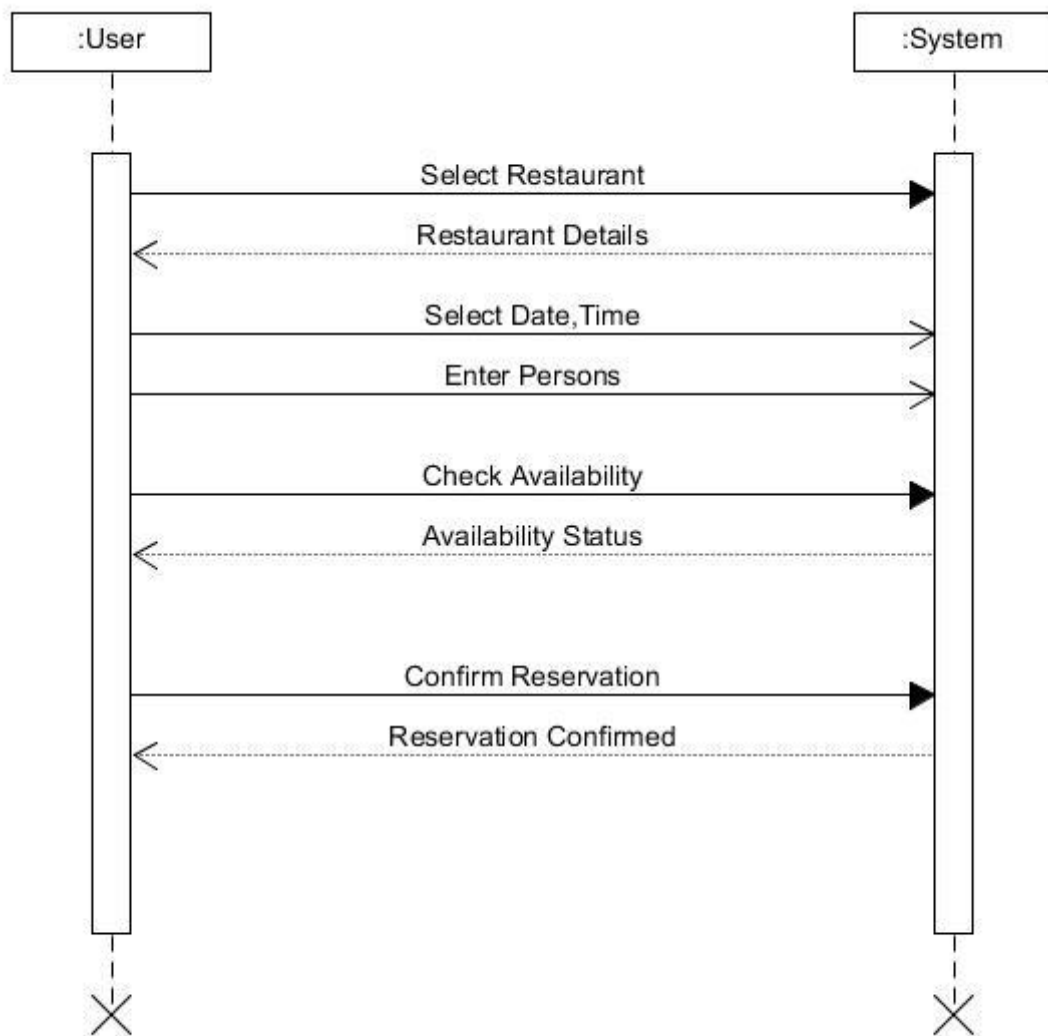 :User
:System
Select Restaurant
Restaurant Details
Select Date,Time
Enter Persons
Check Availability
Availability Status
Confirm Reservation
Reservation Confirmed